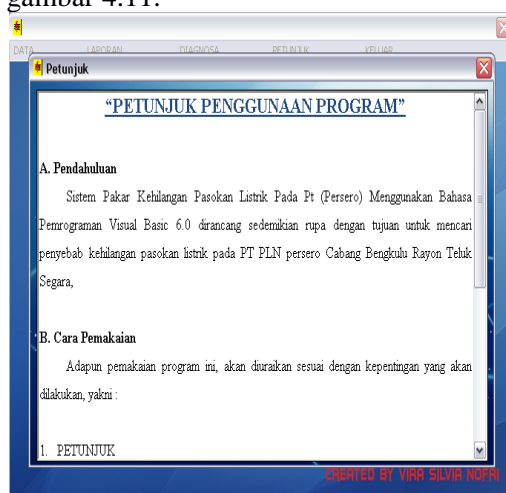 gambar 4.11.
DATA LAPORAN DIAGNOSA PETUNJUK KELUAR
Petunjuk
“PETUNJUK PENGGUNAAN PROGRAM”
A. Pendahuluan
Sistem Pakar Kehilangan Pasokan Listrik Pada Pt (Persero) Menggunakan Bahasa
Pemrograman Visual Basic 6.0 dirancang sedemikian rupa dengan tujuan untuk mencari
penyebab kehilangan pasokan listrik pada PT PLN persero Cabang Bengkulu Rayon Teluk
Segara,
B. Cara Pemakaian
Adapun pemakaian program ini, akan diuraikan sesuai dengan kepentingan yang akan
dilakukan, yakni :
1. PETUNJUK
CREATED BY VIRA SILVIA NOFRI